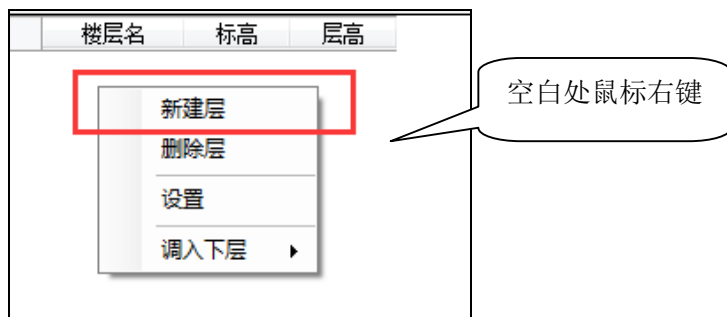 楼层名 标高 层高
空白处鼠标右键
新建层
删除层
设置
调入下层